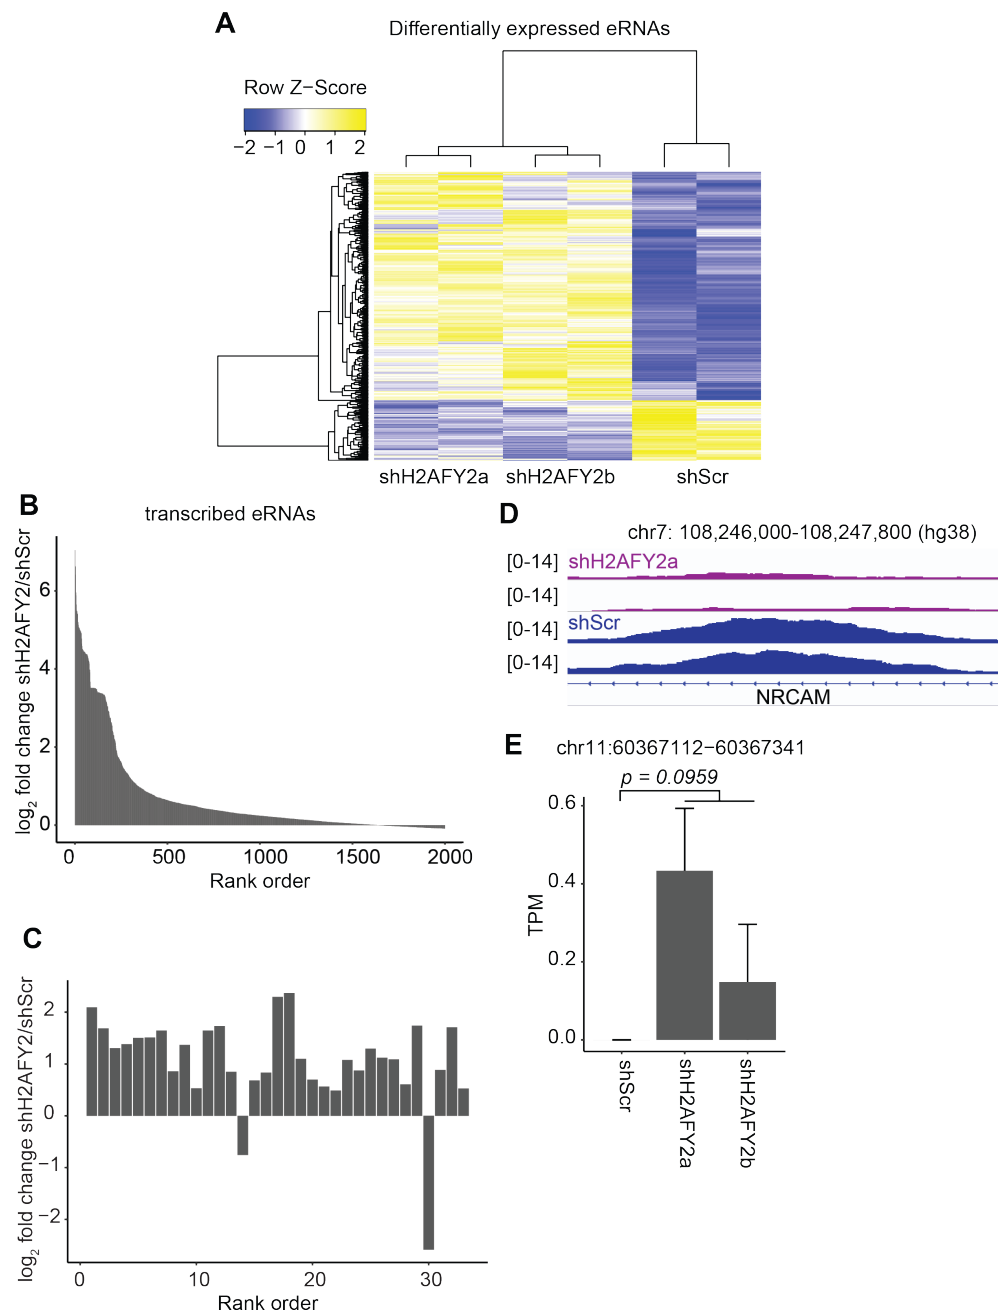 A
Differentially expressed eRNAs
Row Z−Score
−2 −1 0 1 2
shH2AFY2a shH2AFY2b shScr
B
transcribed eRNAs
log2 fold change shH2AFY2/shScr
6
4
2
0
0 500 1000 1500 2000
Rank order
C
log2 fold change shH2AFY2/shScr
2
1
0
−1
−2
0 10 20 30
Rank order
D
chr7: 108,246,000-108,247,800 (hg38)
[0-14] shH2AFY2a
[0-14]
[0-14] shScr
[0-14]
NRCAM
E
chr11:60367112−60367341
p = 0.0959
TPM
0.6
0.4
0.2
0.0
shScr
shH2AFY2a
shH2AFY2b